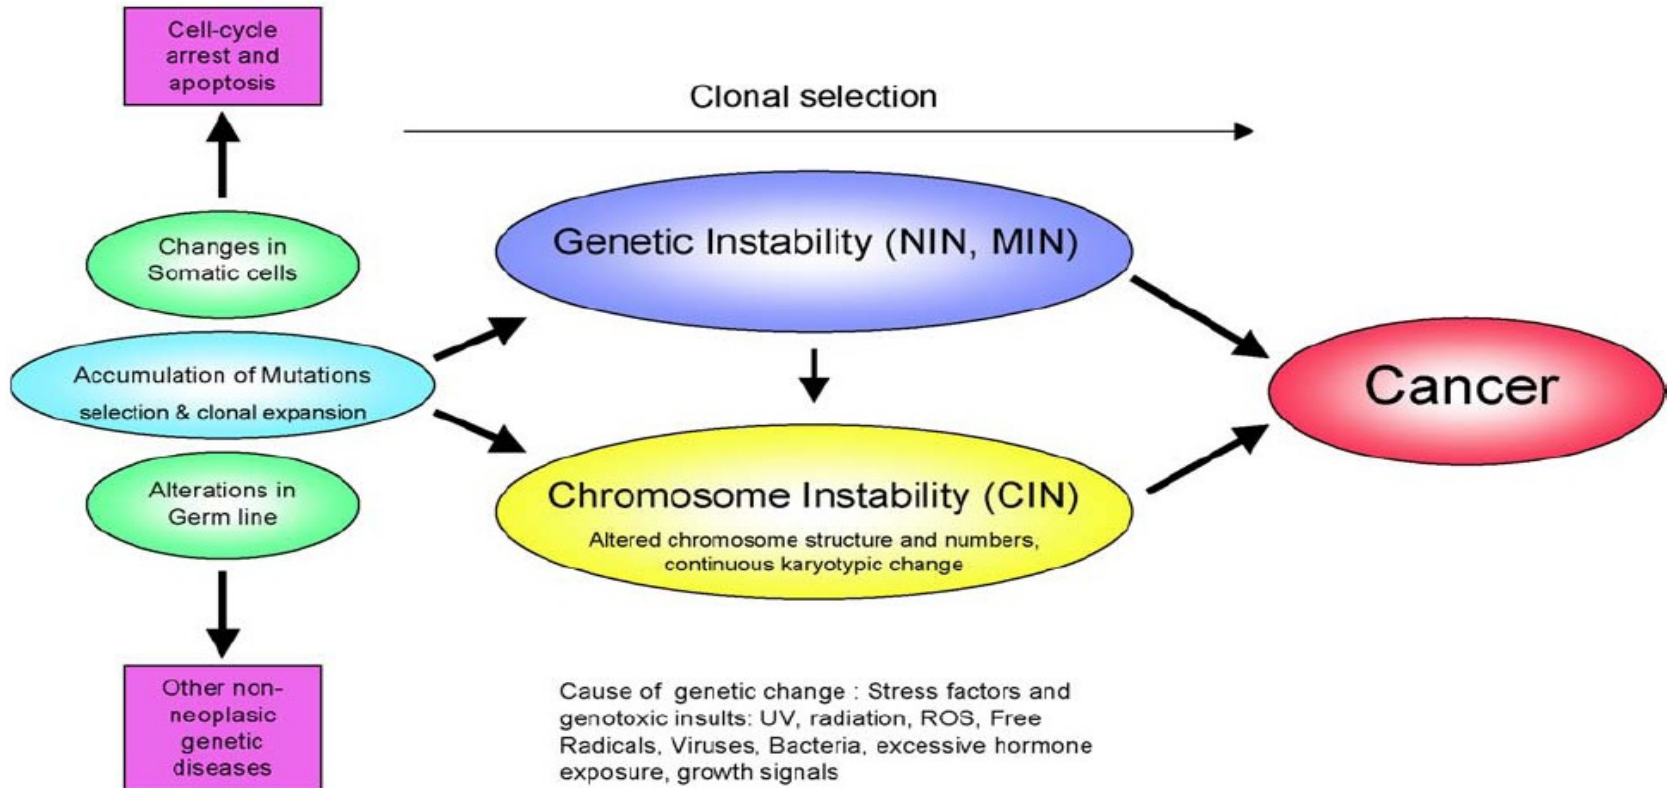 Cell-cycle
arrest and
apoptosis
Clonal selection
Changes in
Somatic cells
Genetic Instability (NIN, MIN)
Accumulation of Mutations
selection & clonal expansion
Cancer
Alterations in
Germ line
Chromosome Instability (CIN)
Altered chromosome structure and numbers,
continuous karyotypic change
Other non-
neoplasic
genetic
diseases
Cause of genetic change : Stress factors and
genotoxic insults: UV, radiation, ROS, Free
Radicals, Viruses, Bacteria, excessive hormone
exposure, growth signals